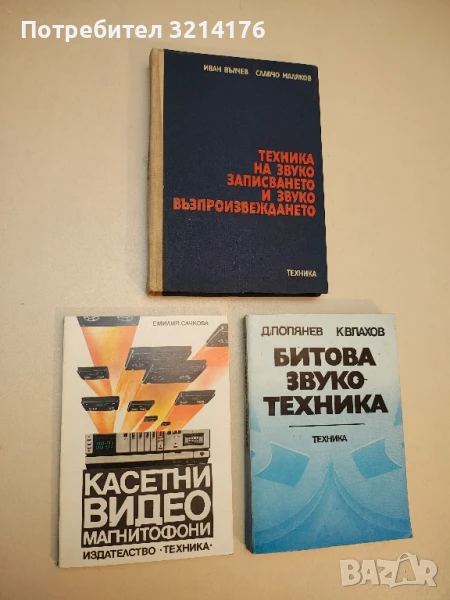 Потребител 3214176
ИВАН ВЪЛЧЕВ СЛАВЧО МАЛЯКОВ
ТЕХНИКА
НА ЗВУКО
ЗАПИСВАНЕТО
И ЗВУКО
ВЪЗПРОИЗВЕЖДАНЕТО
ТЕХНИКА
ЕМИЛИЯ САЧКОВА
КАСЕТНИ
ВИДЕО
МАГНИТОФОНИ
ИЗДАТЕЛСТВО · ТЕХНИКА ·
Д.ПОПЯНЕВ К.ВЛАХОВ
БИТОВА
ЗВУКО-
ТЕХНИКА
ТЕХНИКА
BAZAR